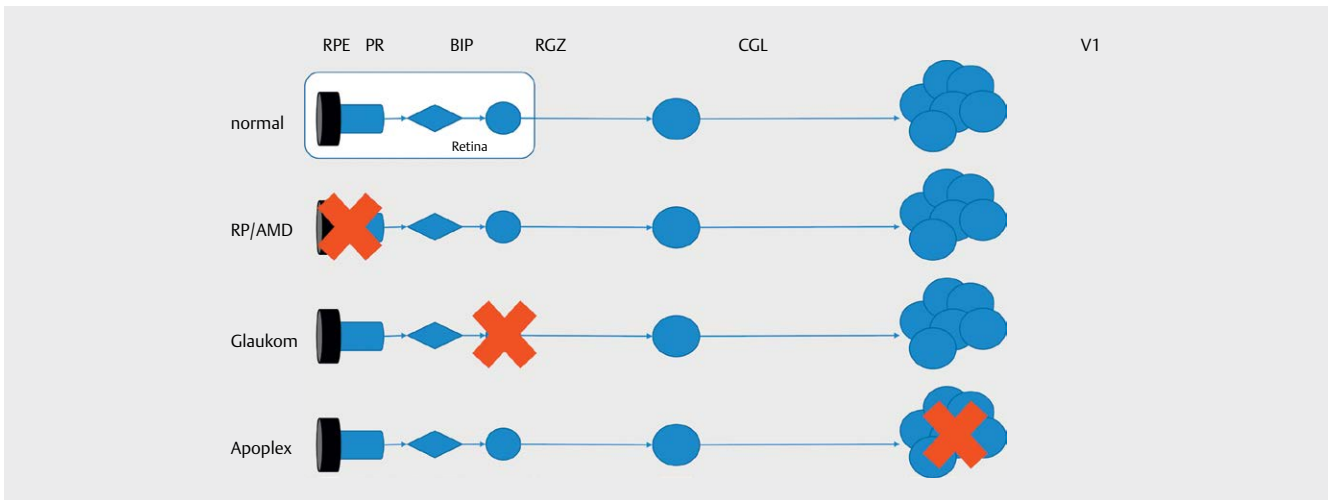 RPE PR BIP RGZ CGL V1
normal
Retina
RP/AMD
Glaukom
Apoplex